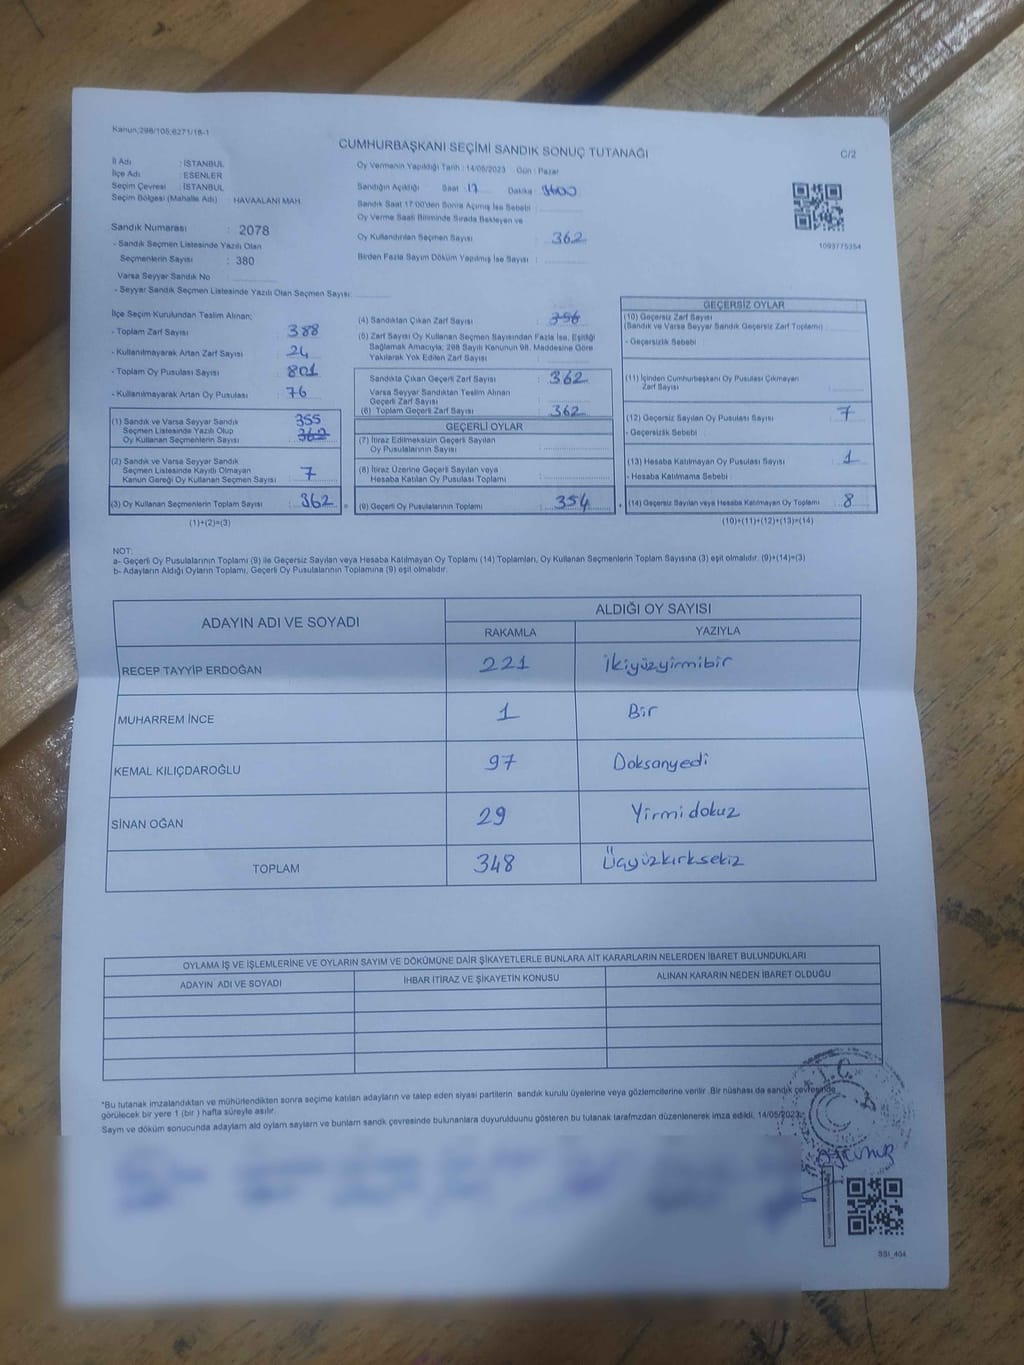 Kanun;298/105;6271/18-1
CUMHURBAŞKANI SEÇİMİ SANDIK SONUÇ TUTANAĞI
C/2
İl Adı : İSTANBUL
İlçe Adı : ESENLER
Seçim Çevresi : İSTANBUL
Seçim Bölgesi (Mahalle Adı) : HAVAALANI MAH.
Sandık Numarası : 2078
- Sandık Seçmen Listesinde Yazılı Olan
Seçmenlerin Sayısı : 380
Varsa Seyyar Sandık No
- Seyyar Sandık Seçmen Listesinde Yazılı Olan Seçmen Sayısı:
Oy Vermenin Yapıldığı Tarih : 14/05/2023 Gün : Pazar
Sandığın Açıldığı Saat 17 Dakika
Sandık Saat 17:00'den Sonra Açılmış İse Sebebi :
Oy Verme Saati Bitiminde Sırada Bekleyen ve
Oy Kullandırılan Seçmen Sayısı : 362
Birden Fazla Sayım Döküm Yapılmış İse Sayısı :
1093775354
İlçe Seçim Kurulundan Teslim Alınan;
- Toplam Zarf Sayısı : 388
- Kullanılmayarak Artan Zarf Sayısı : 24
- Toplam Oy Pusulası Sayısı : 801
- Kullanılmayarak Artan Oy Pusulası : 76
(1) Sandık ve Varsa Seyyar Sandık
Seçmen Listesinde Yazılı Olup
Oy Kullanan Seçmenlerin Sayısı : 355
362
(2) Sandık ve Varsa Seyyar Sandık
Seçmen Listesinde Kayıtlı Olmayan
Kanun Gereği Oy Kullanan Seçmen Sayısı : 7
(3) Oy Kullanan Seçmenlerin Toplam Sayısı : 362
(1)+(2)=(3)
(4) Sandıktan Çıkan Zarf Sayısı : 356
(5) Zarf Sayısı Oy Kullanan Seçmen Sayısından Fazla İse, Eşitliği
Sağlamak Amacıyla; 298 Sayılı Kanunun 98. Maddesine Göre
Yakılarak Yok Edilen Zarf Sayısı :
Sandıkta Çıkan Geçerli Zarf Sayısı : 362
Varsa Seyyar Sandıktan Teslim Alınan
Geçerli Zarf Sayısı :
(6) Toplam Geçerli Zarf Sayısı : 362
GEÇERLİ OYLAR
(7) İtiraz Edilmeksizin Geçerli Sayılan
Oy Pusulalarının Sayısı :
(8) İtiraz Üzerine Geçerli Sayılan veya
Hesaba Katılan Oy Pusulası Toplamı :
(9) Geçerli Oy Pusulalarının Toplamı : 354
GEÇERSİZ OYLAR
(10) Geçersiz Zarf Sayısı
(Sandık ve Varsa Seyyar Sandık Geçersiz Zarf Toplamı) :
- Geçersizlik Sebebi :
(11) İçinden Cumhurbaşkanı Oy Pusulası Çıkmayan
Zarf Sayısı :
(12) Geçersiz Sayılan Oy Pusulası Sayısı : 7
- Geçersizlik Sebebi :
(13) Hesaba Katılmayan Oy Pusulası Sayısı : 1
- Hesaba Katılmama Sebebi :
(14) Geçersiz Sayılan veya Hesaba Katılmayan Oy Toplamı : 8
(10)+(11)+(12)+(13)=(14)
NOT:
a- Geçerli Oy Pusulalarının Toplamı (9) ile Geçersiz Sayılan veya Hesaba Katılmayan Oy Toplamı (14) Toplamları, Oy Kullanan Seçmenlerin Toplam Sayısına (3) eşit olmalıdır. (9)+(14)=(3)
b- Adayların Aldığı Oyların Toplamı, Geçerli Oy Pusulalarının Toplamına (9) eşit olmalıdır.
ADAYIN ADI VE SOYADI
ALDIĞI OY SAYISI
RAKAMLA YAZIYLA
RECEP TAYYİP ERDOĞAN 221 ikiyüzyirmibir
MUHARREM İNCE 1 Bir
KEMAL KILIÇDAROĞLU 97 Doksanyedi
SİNAN OĞAN 29 Yirmidokuz
TOPLAM 348 Üçyüzkırksekiz
OYLAMA İŞ VE İŞLEMLERİNE VE OYLARIN SAYIM VE DÖKÜMÜNE DAİR ŞİKAYETLERLE BUNLARA AİT KARARLARIN NELERDEN İBARET BULUNDUKLARI
ADAYIN ADI VE SOYADI İHBAR İTİRAZ VE ŞİKAYETİN KONUSU ALINAN KARARIN NEDEN İBARET OLDUĞU
*Bu tutanak imzalandıktan ve mühürlendikten sonra seçime katılan adayların ve talep eden siyasi partilerin sandık kurulu üyelerine veya gözlemcilerine verilir .Bir nüshası da sandık çevresinde
görülecek bir yere 1 (bir ) hafta süreyle asılır.
Sayım ve döküm sonucunda adaylam ald oylam saylarn ve bunlarn sandk çevresinde bulunanlara duyurulduunu gösteren bu tutanak tarafmzdan düzenlenerek imza edildi. 14/05/2023
T.C.
SSI_404